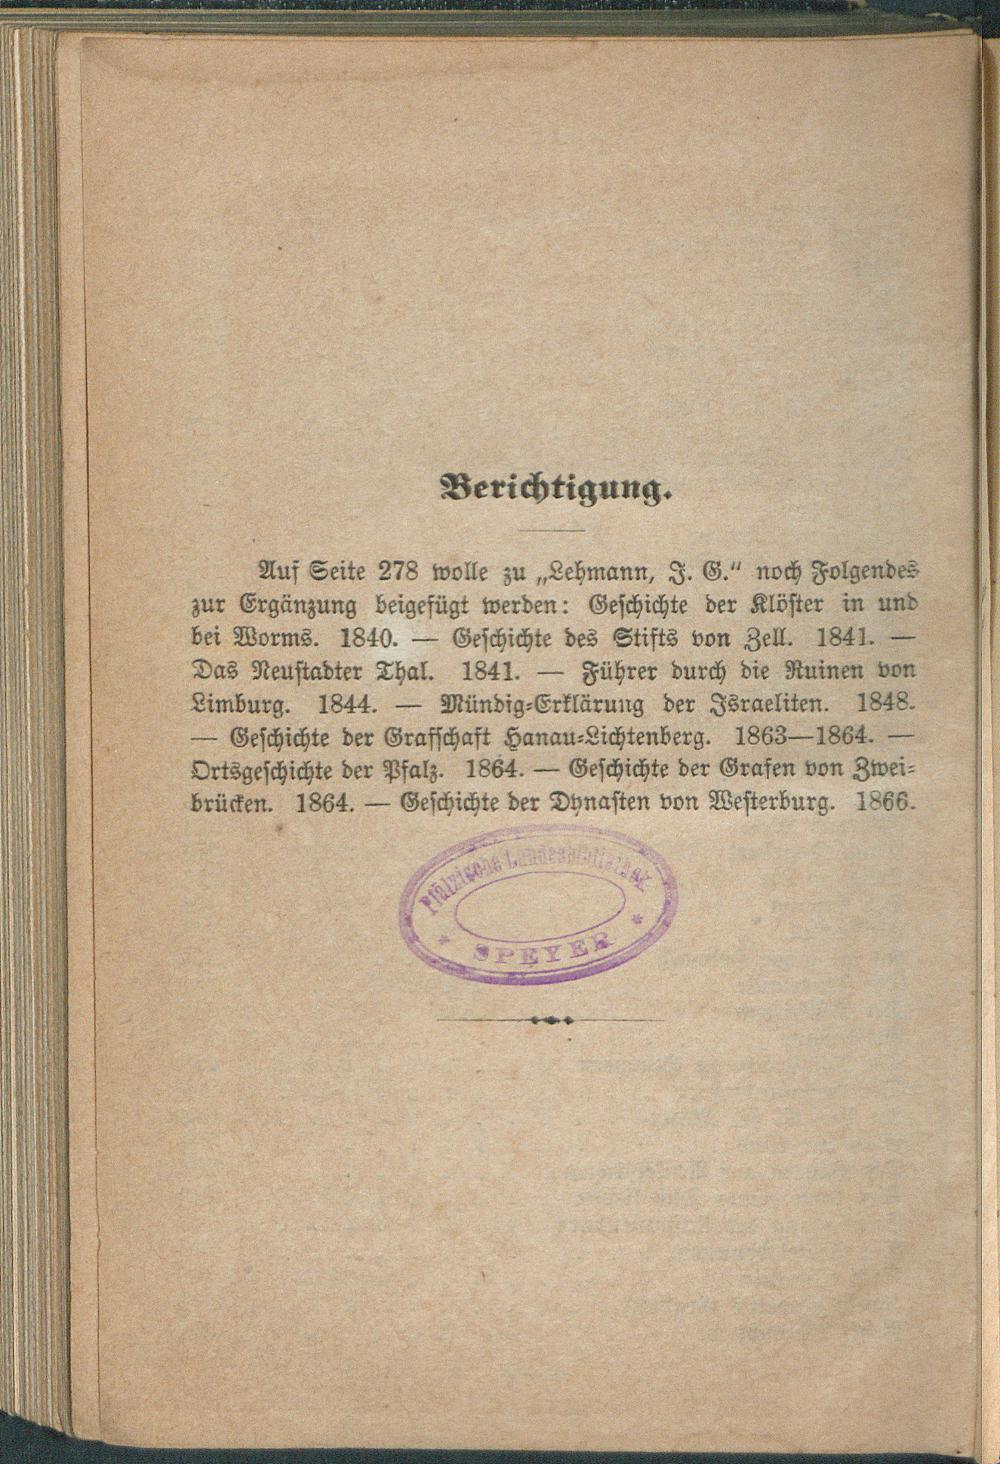 Berichtigung.
Auf Seite 278 wolle zu „Lehmann, J. G.“ noch Folgendes
zur Ergänzung beigefügt werden: Geschichte der Klöster in und
bei Worms. 1840. — Geschichte des Stifts von Zell. 1841. —
Das Neustadter Thal. 1841. — Führer durch die Ruinen von
Limburg. 1844. — Mündig-Erklärung der Israeliten. 1848.
— Geschichte der Grafschaft Hanau-Lichtenberg. 1863—1864. —
Ortsgeschichte der Pfalz. 1864. — Geschichte der Grafen von Zwei-
brücken. 1864. — Geschichte der Dynasten von Westerburg. 1866.
Pfälzische Landesbibliothek
* SPEYER *